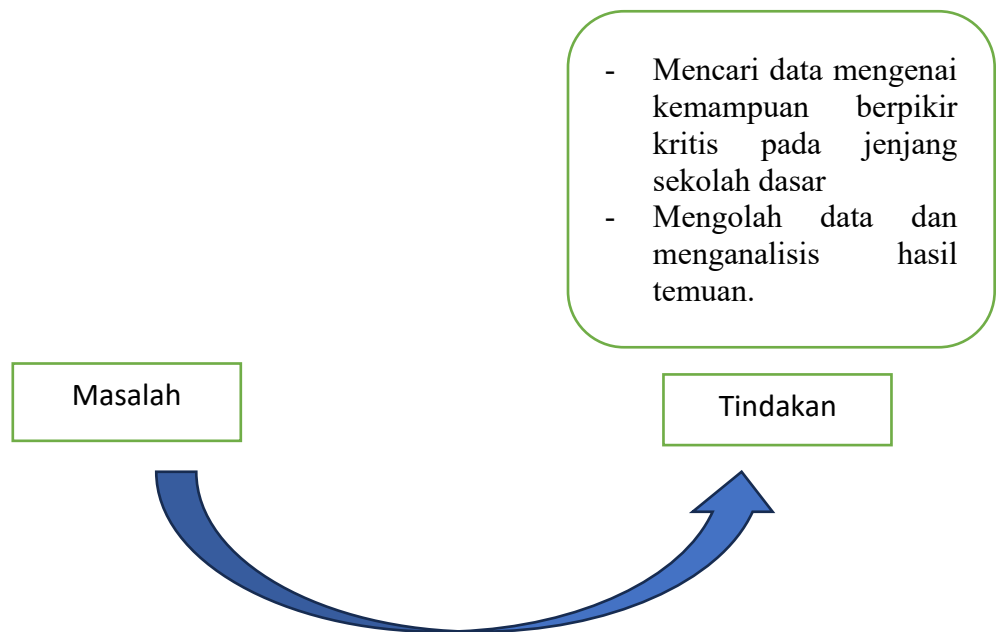 - Mencari data mengenai
kemampuan berpikir
kritis pada jenjang
sekolah dasar
- Mengolah data dan
menganalisis hasil
temuan.
Masalah
Tindakan